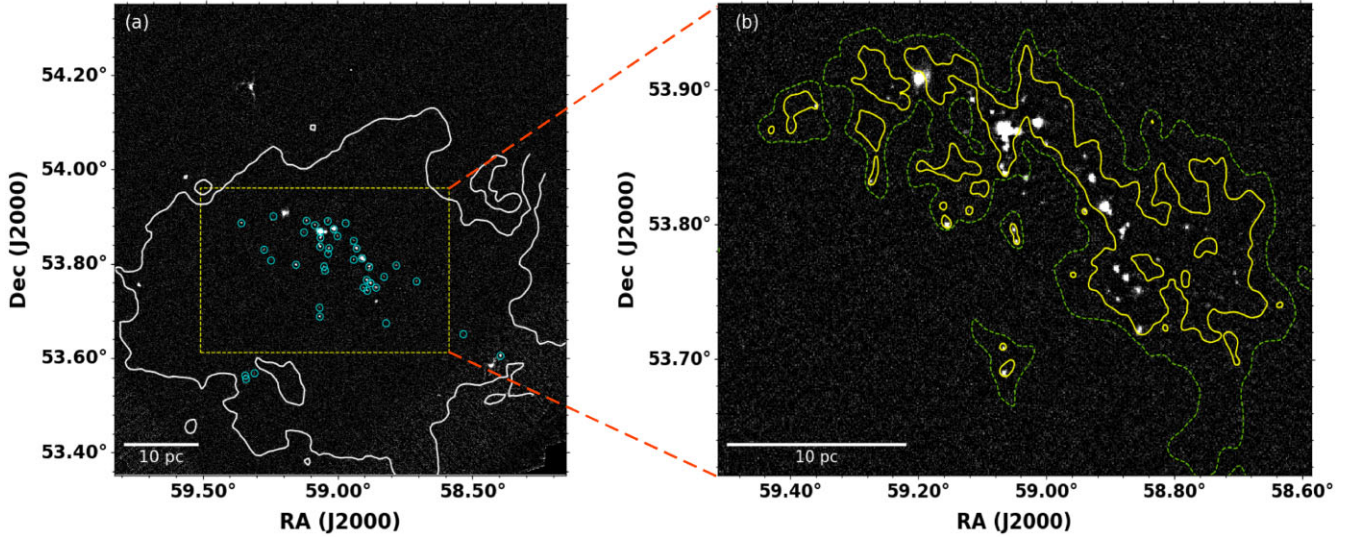 (a)
54.20°
54.00°
53.80°
53.60°
53.40°
Dec (J2000)
10 pc
59.50° 59.00° 58.50°
RA (J2000)
(b)
53.90°
53.80°
53.70°
Dec (J2000)
10 pc
59.40° 59.20° 59.00° 58.80° 58.60°
RA (J2000)